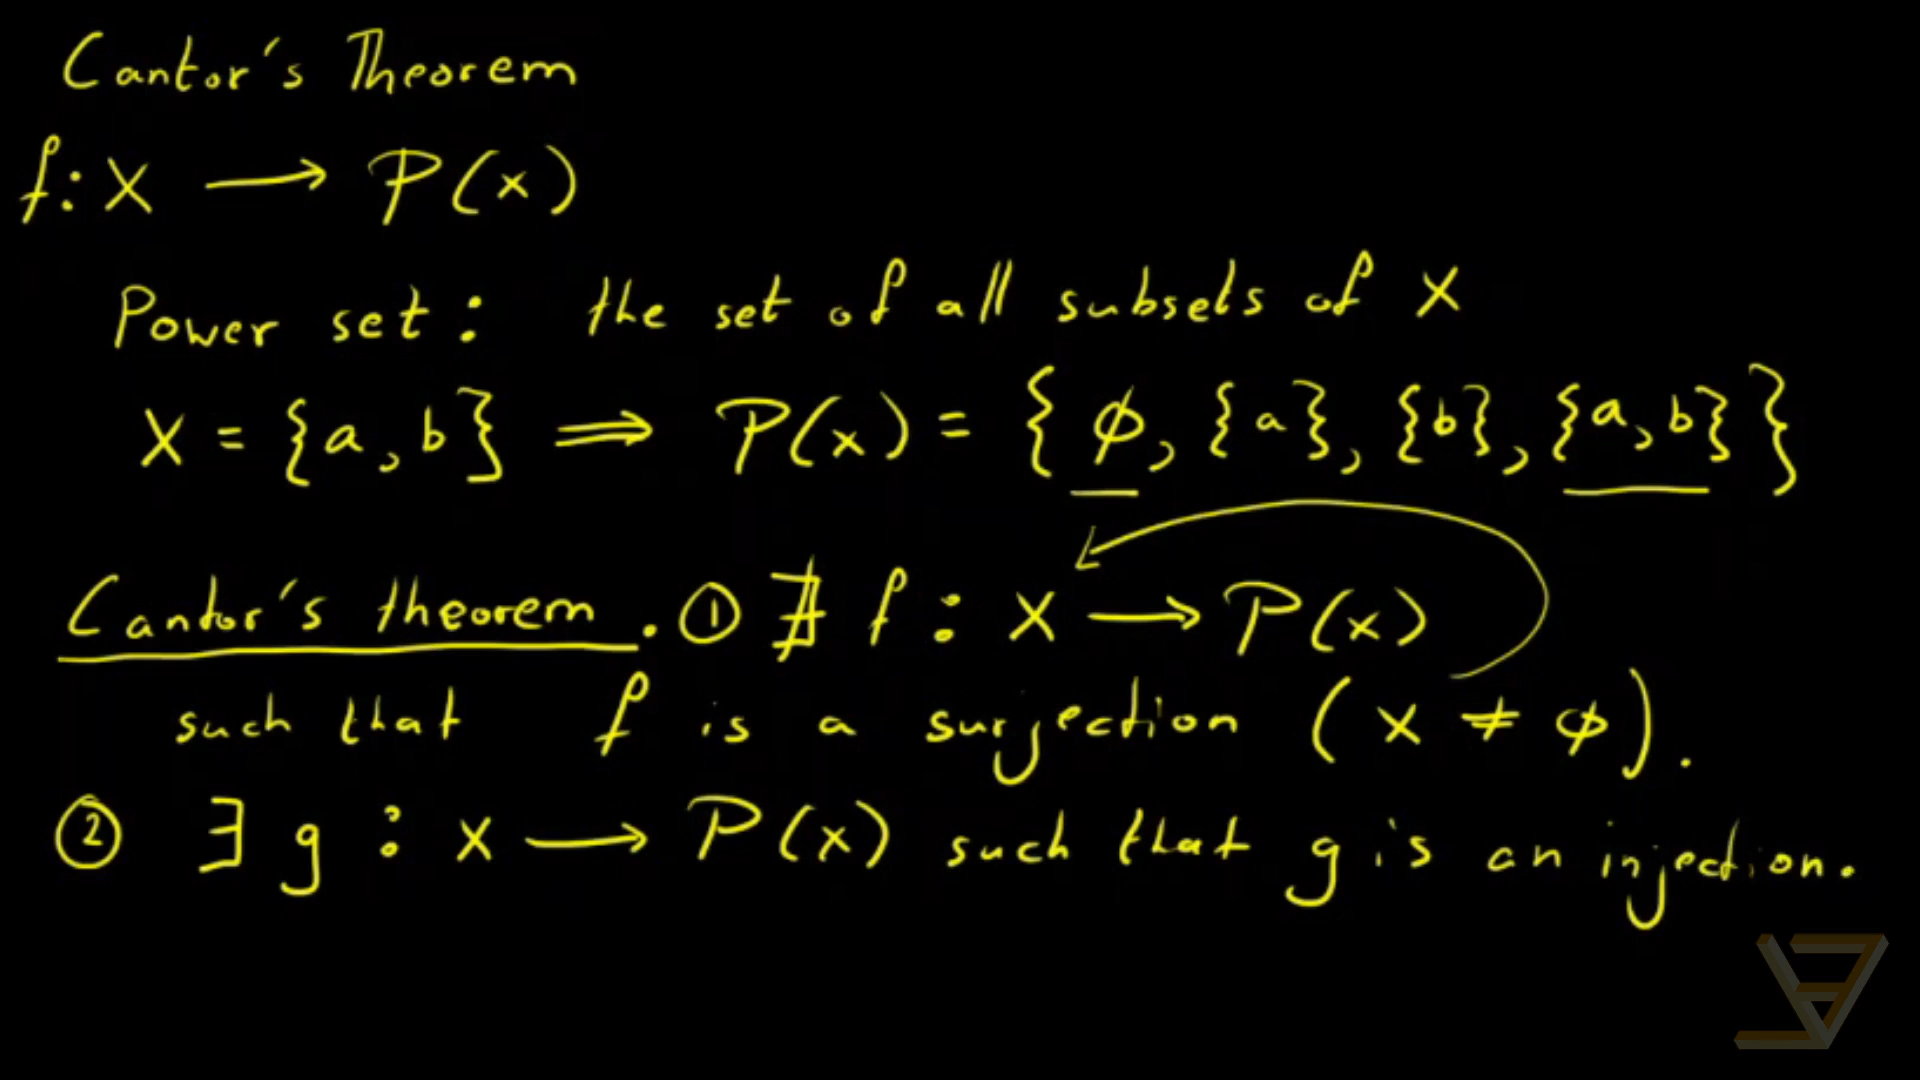 Cantor's Theorem
f: X ⟶ P(x)
Power set: the set of all subsets of X
X = {a, b} ⟹ P(x) = { ϕ, {a}, {b}, {a, b} }
Cantor's theorem. ① ∄ f : X ⟶ P(x)
such that f is a surjection (x ≠ ϕ).
② ∃ g : x ⟶ P(x) such that g is an injection.